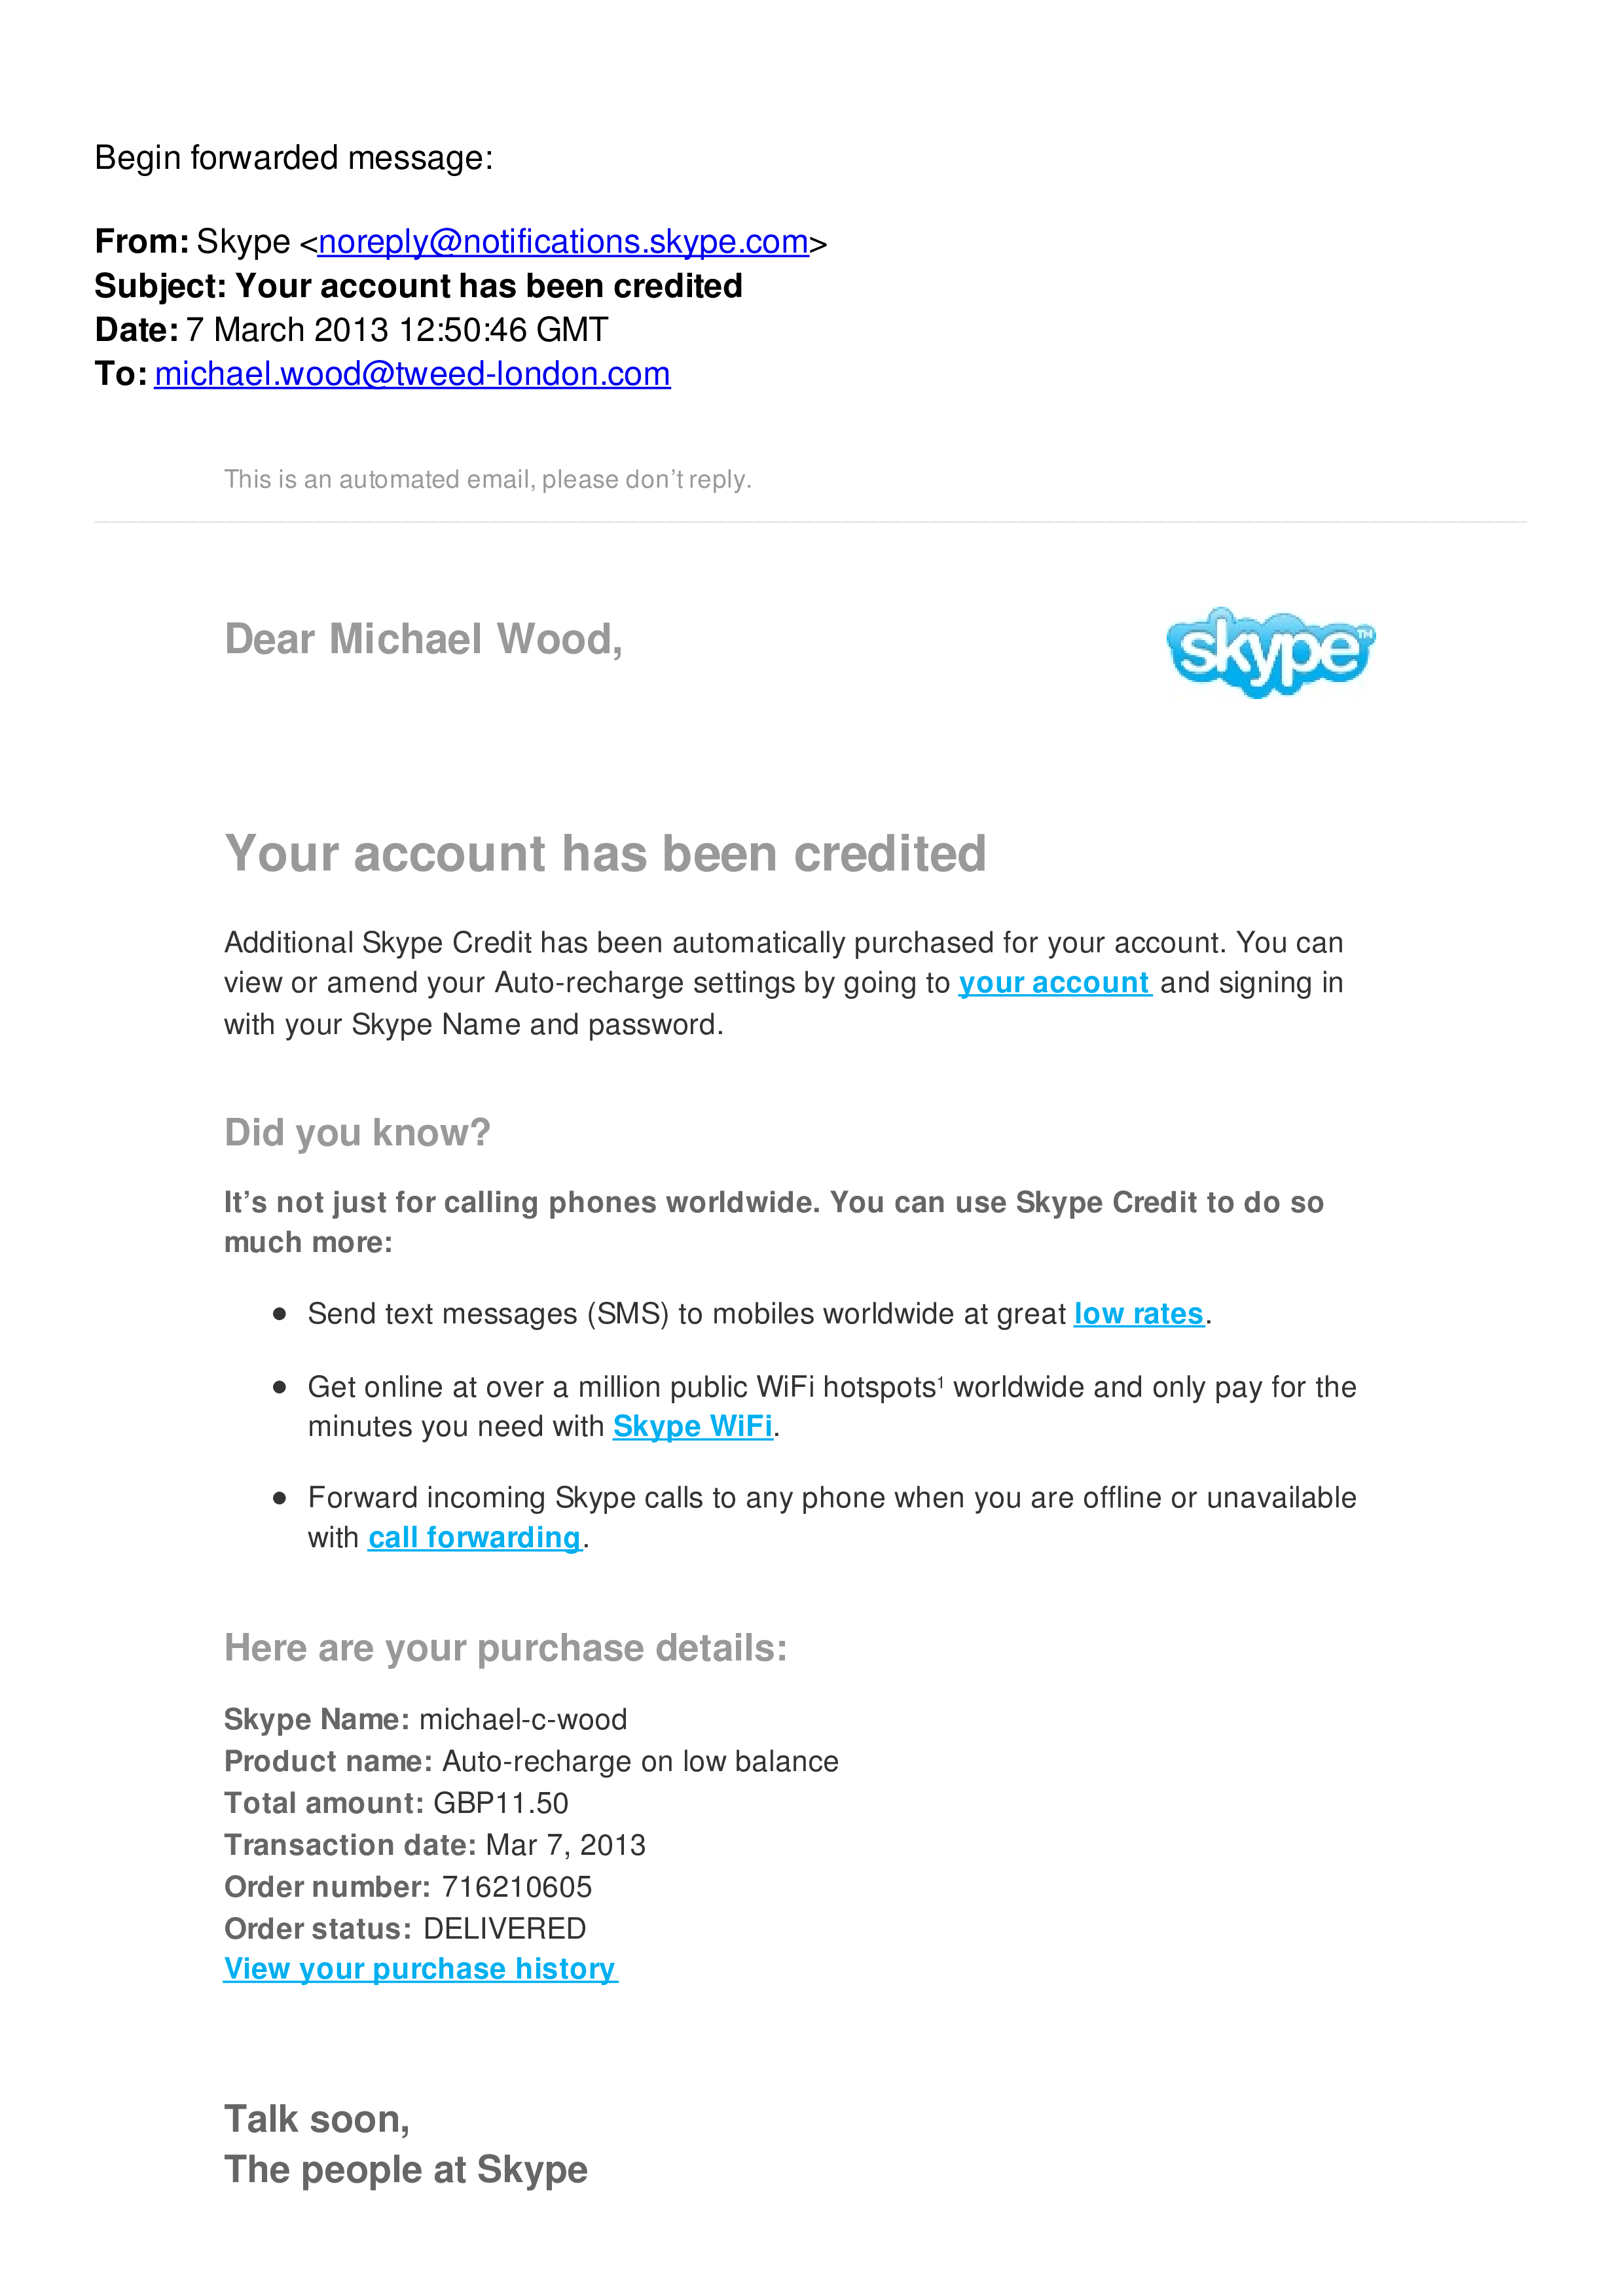 Begin forwarded message:
From: Skype <noreply@notifications.skype.com>
Subject: Your account has been credited
Date: 7 March 2013 12:50:46 GMT
To: michael.wood@tweed-london.com
This is an automated email, please don’t reply.
Dear Michael Wood,
skype™
Your account has been credited
Additional Skype Credit has been automatically purchased for your account. You can
view or amend your Auto-recharge settings by going to your account and signing in
with your Skype Name and password.
Did you know?
It’s not just for calling phones worldwide. You can use Skype Credit to do so
much more:
• Send text messages (SMS) to mobiles worldwide at great low rates.
• Get online at over a million public WiFi hotspots¹ worldwide and only pay for the
minutes you need with Skype WiFi.
• Forward incoming Skype calls to any phone when you are offline or unavailable
with call forwarding.
Here are your purchase details:
Skype Name: michael-c-wood
Product name: Auto-recharge on low balance
Total amount: GBP11.50
Transaction date: Mar 7, 2013
Order number: 716210605
Order status: DELIVERED
View your purchase history
Talk soon,
The people at Skype